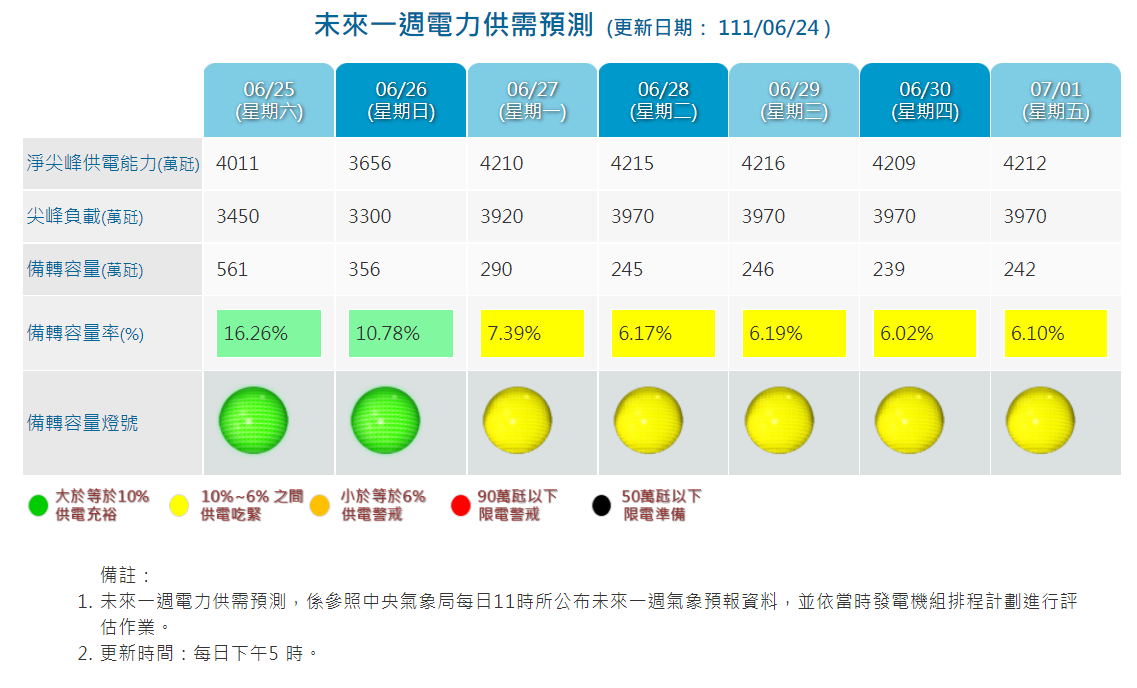 未來一週電力供需預測 (更新日期： 111/06/24 )
06/25 06/26 06/27 06/28 06/29 06/30 07/01
(星期六) (星期日) (星期一) (星期二) (星期三) (星期四) (星期五)
淨尖峰供電能力(萬瓩) 4011 3656 4210 4215 4216 4209 4212
尖峰負載(萬瓩) 3450 3300 3920 3970 3970 3970 3970
備轉容量(萬瓩) 561 356 290 245 246 239 242
備轉容量率(%) 16.26% 10.78% 7.39% 6.17% 6.19% 6.02% 6.10%
備轉容量燈號
大於等於10% 10%~6% 之間 小於等於6% 90萬瓩以下 50萬瓩以下
供電充裕 供電吃緊 供電警戒 限電警戒 限電準備
備註：
1. 未來一週電力供需預測，係參照中央氣象局每日11時所公布未來一週氣象預報資料，並依當時發電機組排程計劃進行評
估作業。
2. 更新時間：每日下午5 時。